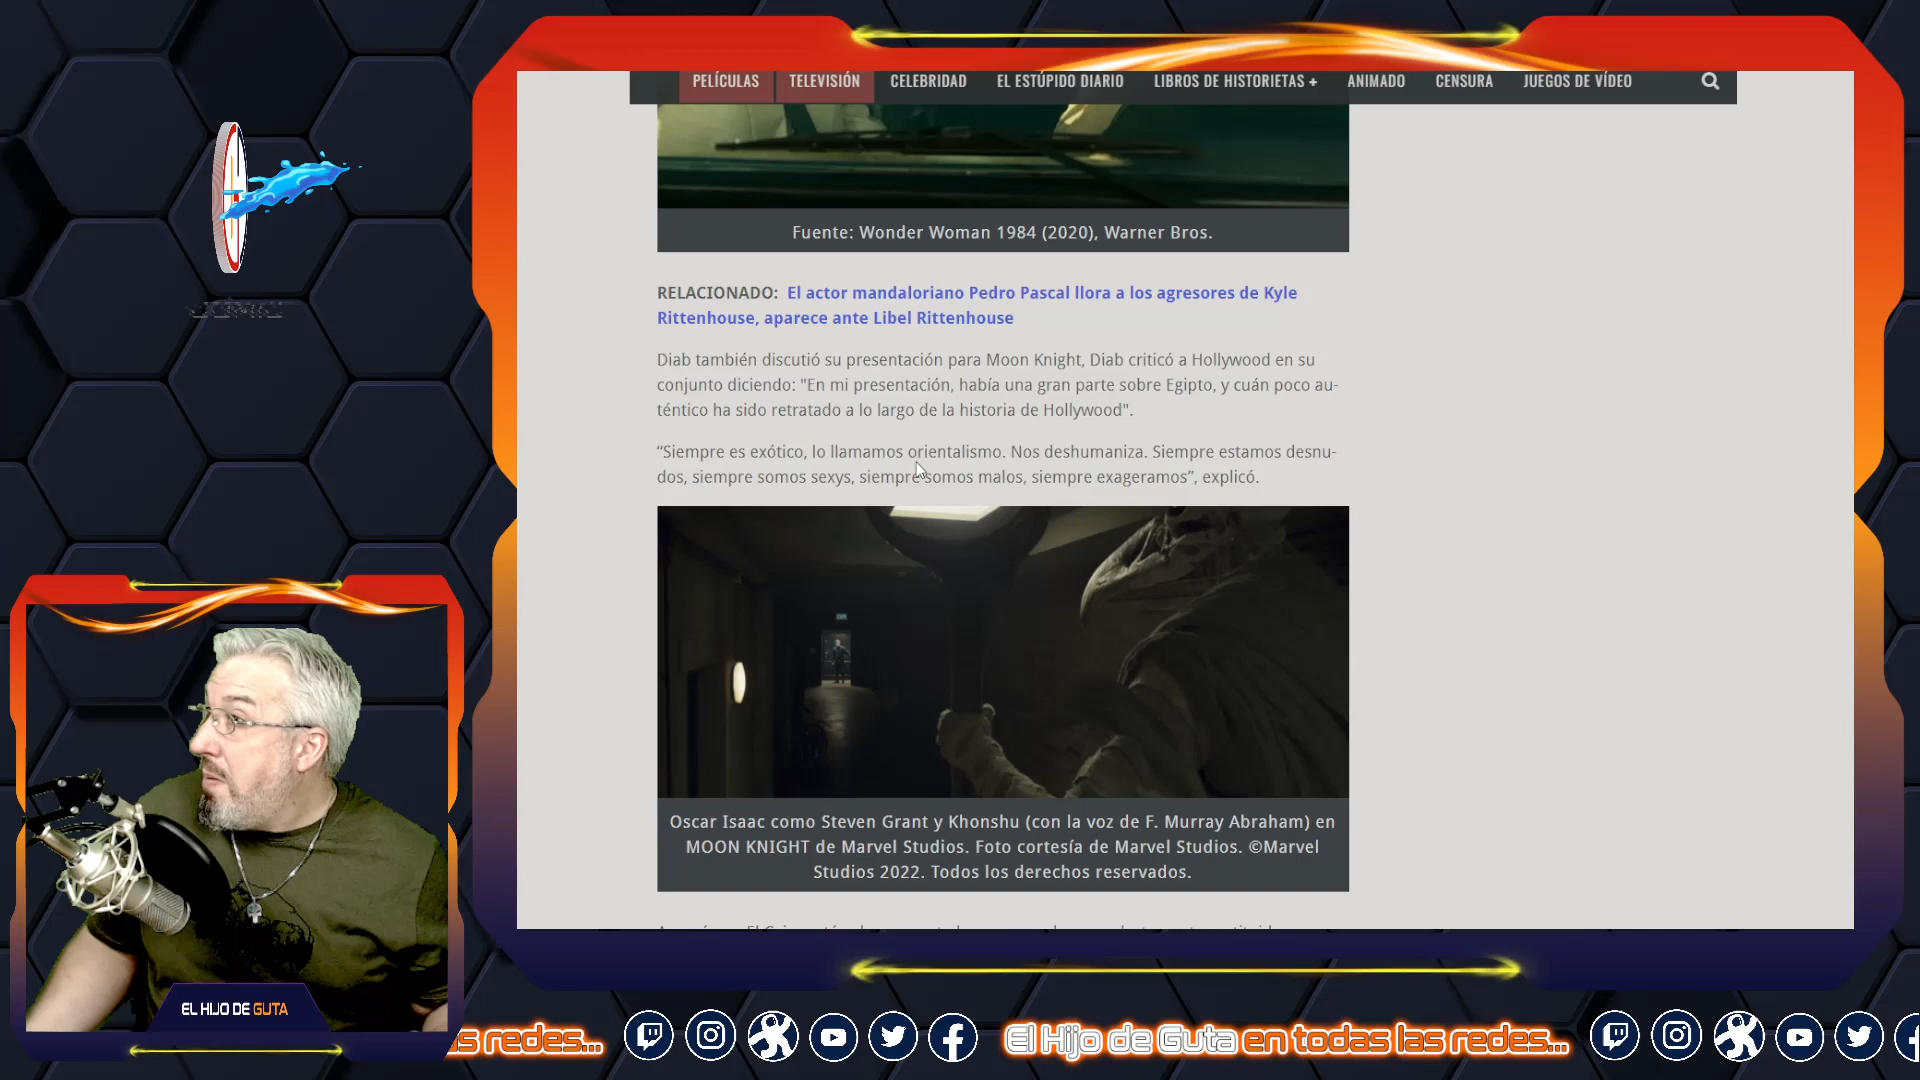 PELÍCULAS TELEVISIÓN CELEBRIDAD EL ESTÚPIDO DIARIO LIBROS DE HISTORIETAS + ANIMADO CENSURA JUEGOS DE VÍDEO
Fuente: Wonder Woman 1984 (2020), Warner Bros.
RELACIONADO: El actor mandaloriano Pedro Pascal llora a los agresores de Kyle
Rittenhouse, aparece ante Libel Rittenhouse
Diab también discutió su presentación para Moon Knight, Diab criticó a Hollywood en su
conjunto diciendo: "En mi presentación, había una gran parte sobre Egipto, y cuán poco au-
téntico ha sido retratado a lo largo de la historia de Hollywood".
“Siempre es exótico, lo llamamos orientalismo. Nos deshumaniza. Siempre estamos desnu-
dos, siempre somos sexys, siempre somos malos, siempre exageramos”, explicó.
Oscar Isaac como Steven Grant y Khonshu (con la voz de F. Murray Abraham) en
MOON KNIGHT de Marvel Studios. Foto cortesía de Marvel Studios. ©Marvel
Studios 2022. Todos los derechos reservados.
EL HIJO DE GUTA
as redes... El Hijo de Guta en todas las redes...